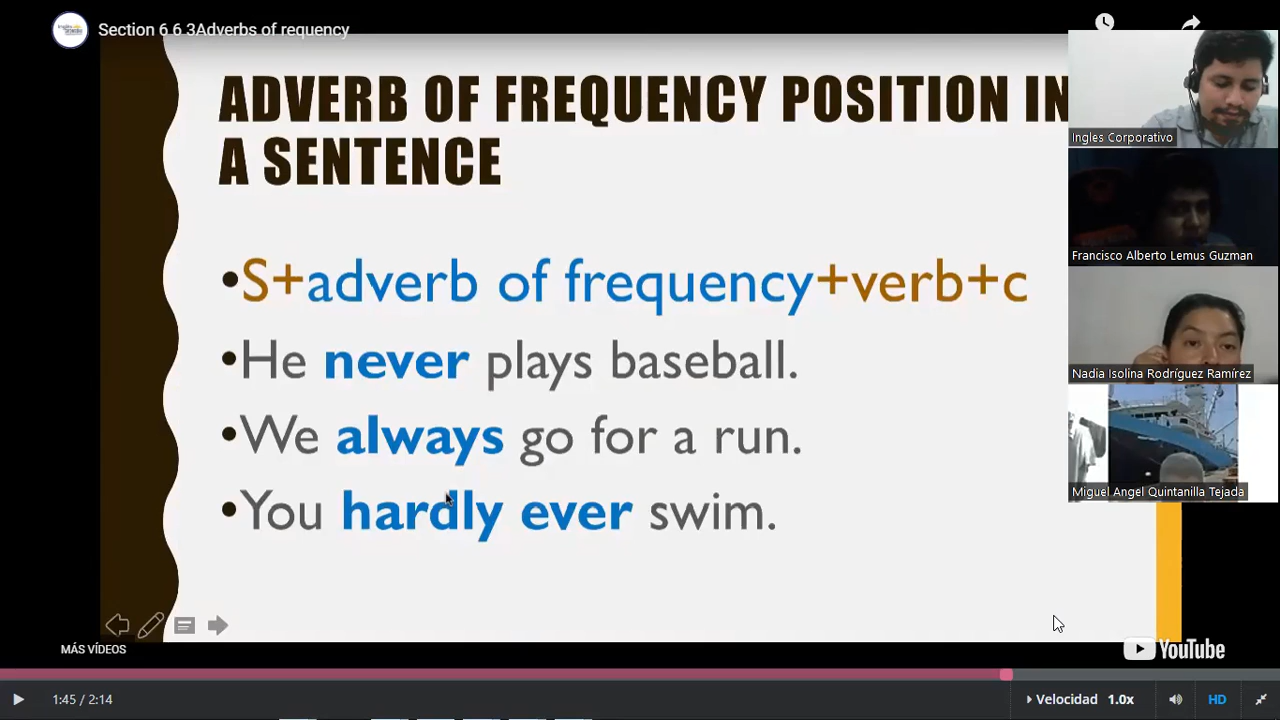 Section 6 6 3Adverbs of requency
ADVERB OF FREQUENCY POSITION IN
A SENTENCE
•S+adverb of frequency+verb+c
•He never plays baseball.
•We always go for a run.
•You hardly ever swim.
Ingles Corporativo
Francisco Alberto Lemus Guzman
Nadia Isolina Rodríguez Ramírez
Miguel Angel Quintanilla Tejada
MÁS VÍDEOS
YouTube
1:45 / 2:14
Velocidad 1.0x
HD